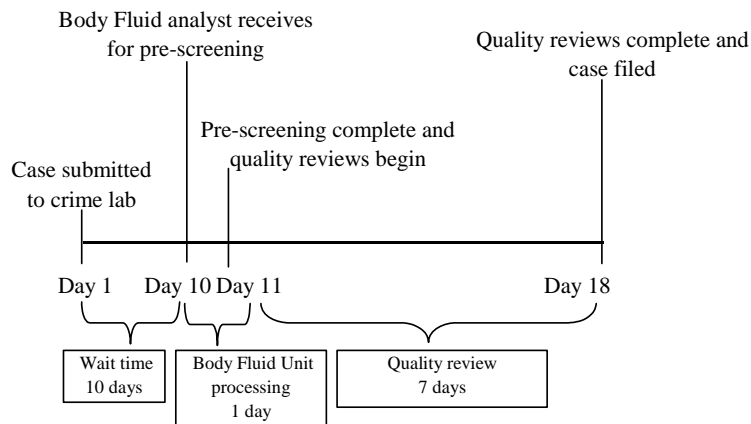 Body Fluid analyst receives
for pre-screening
Quality reviews complete and
case filed
Pre-screening complete and
quality reviews begin
Case submitted
to crime lab
Day 1
Day 10
Day 11
Day 18
Wait time
10 days
Body Fluid Unit
processing
1 day
Quality review
7 days